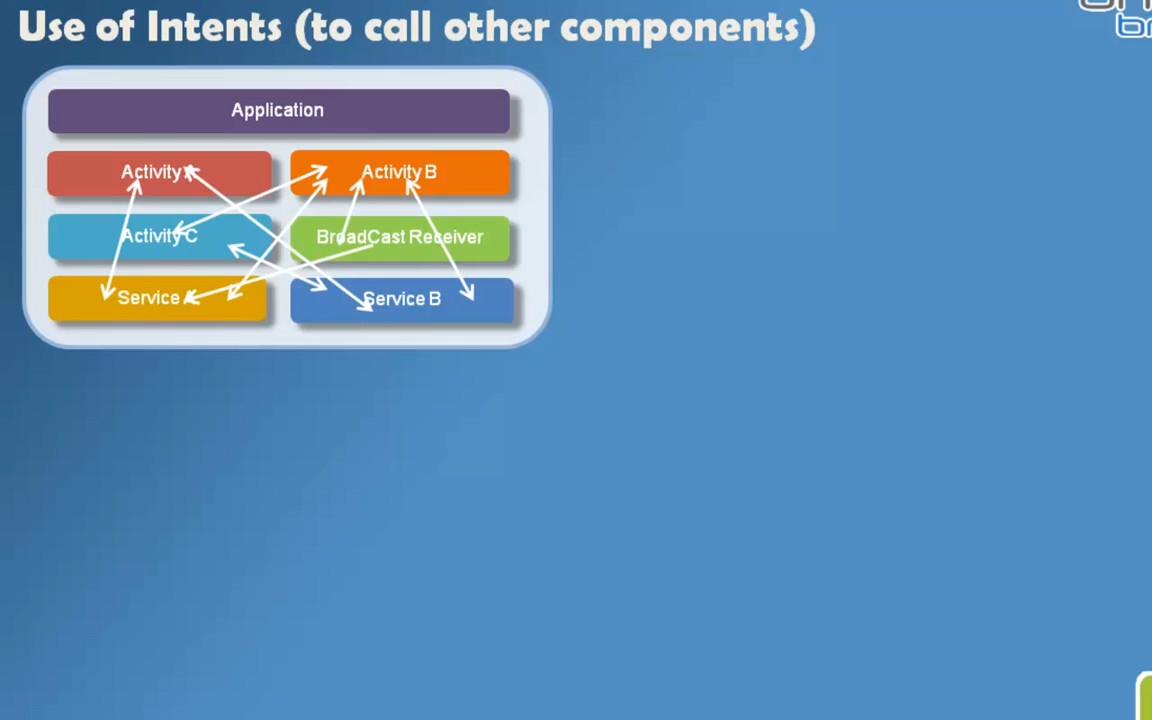 Use of Intents (to call other components)
Application
Activity A
Activity B
Activity C
BroadCast Receiver
Service A
Service B